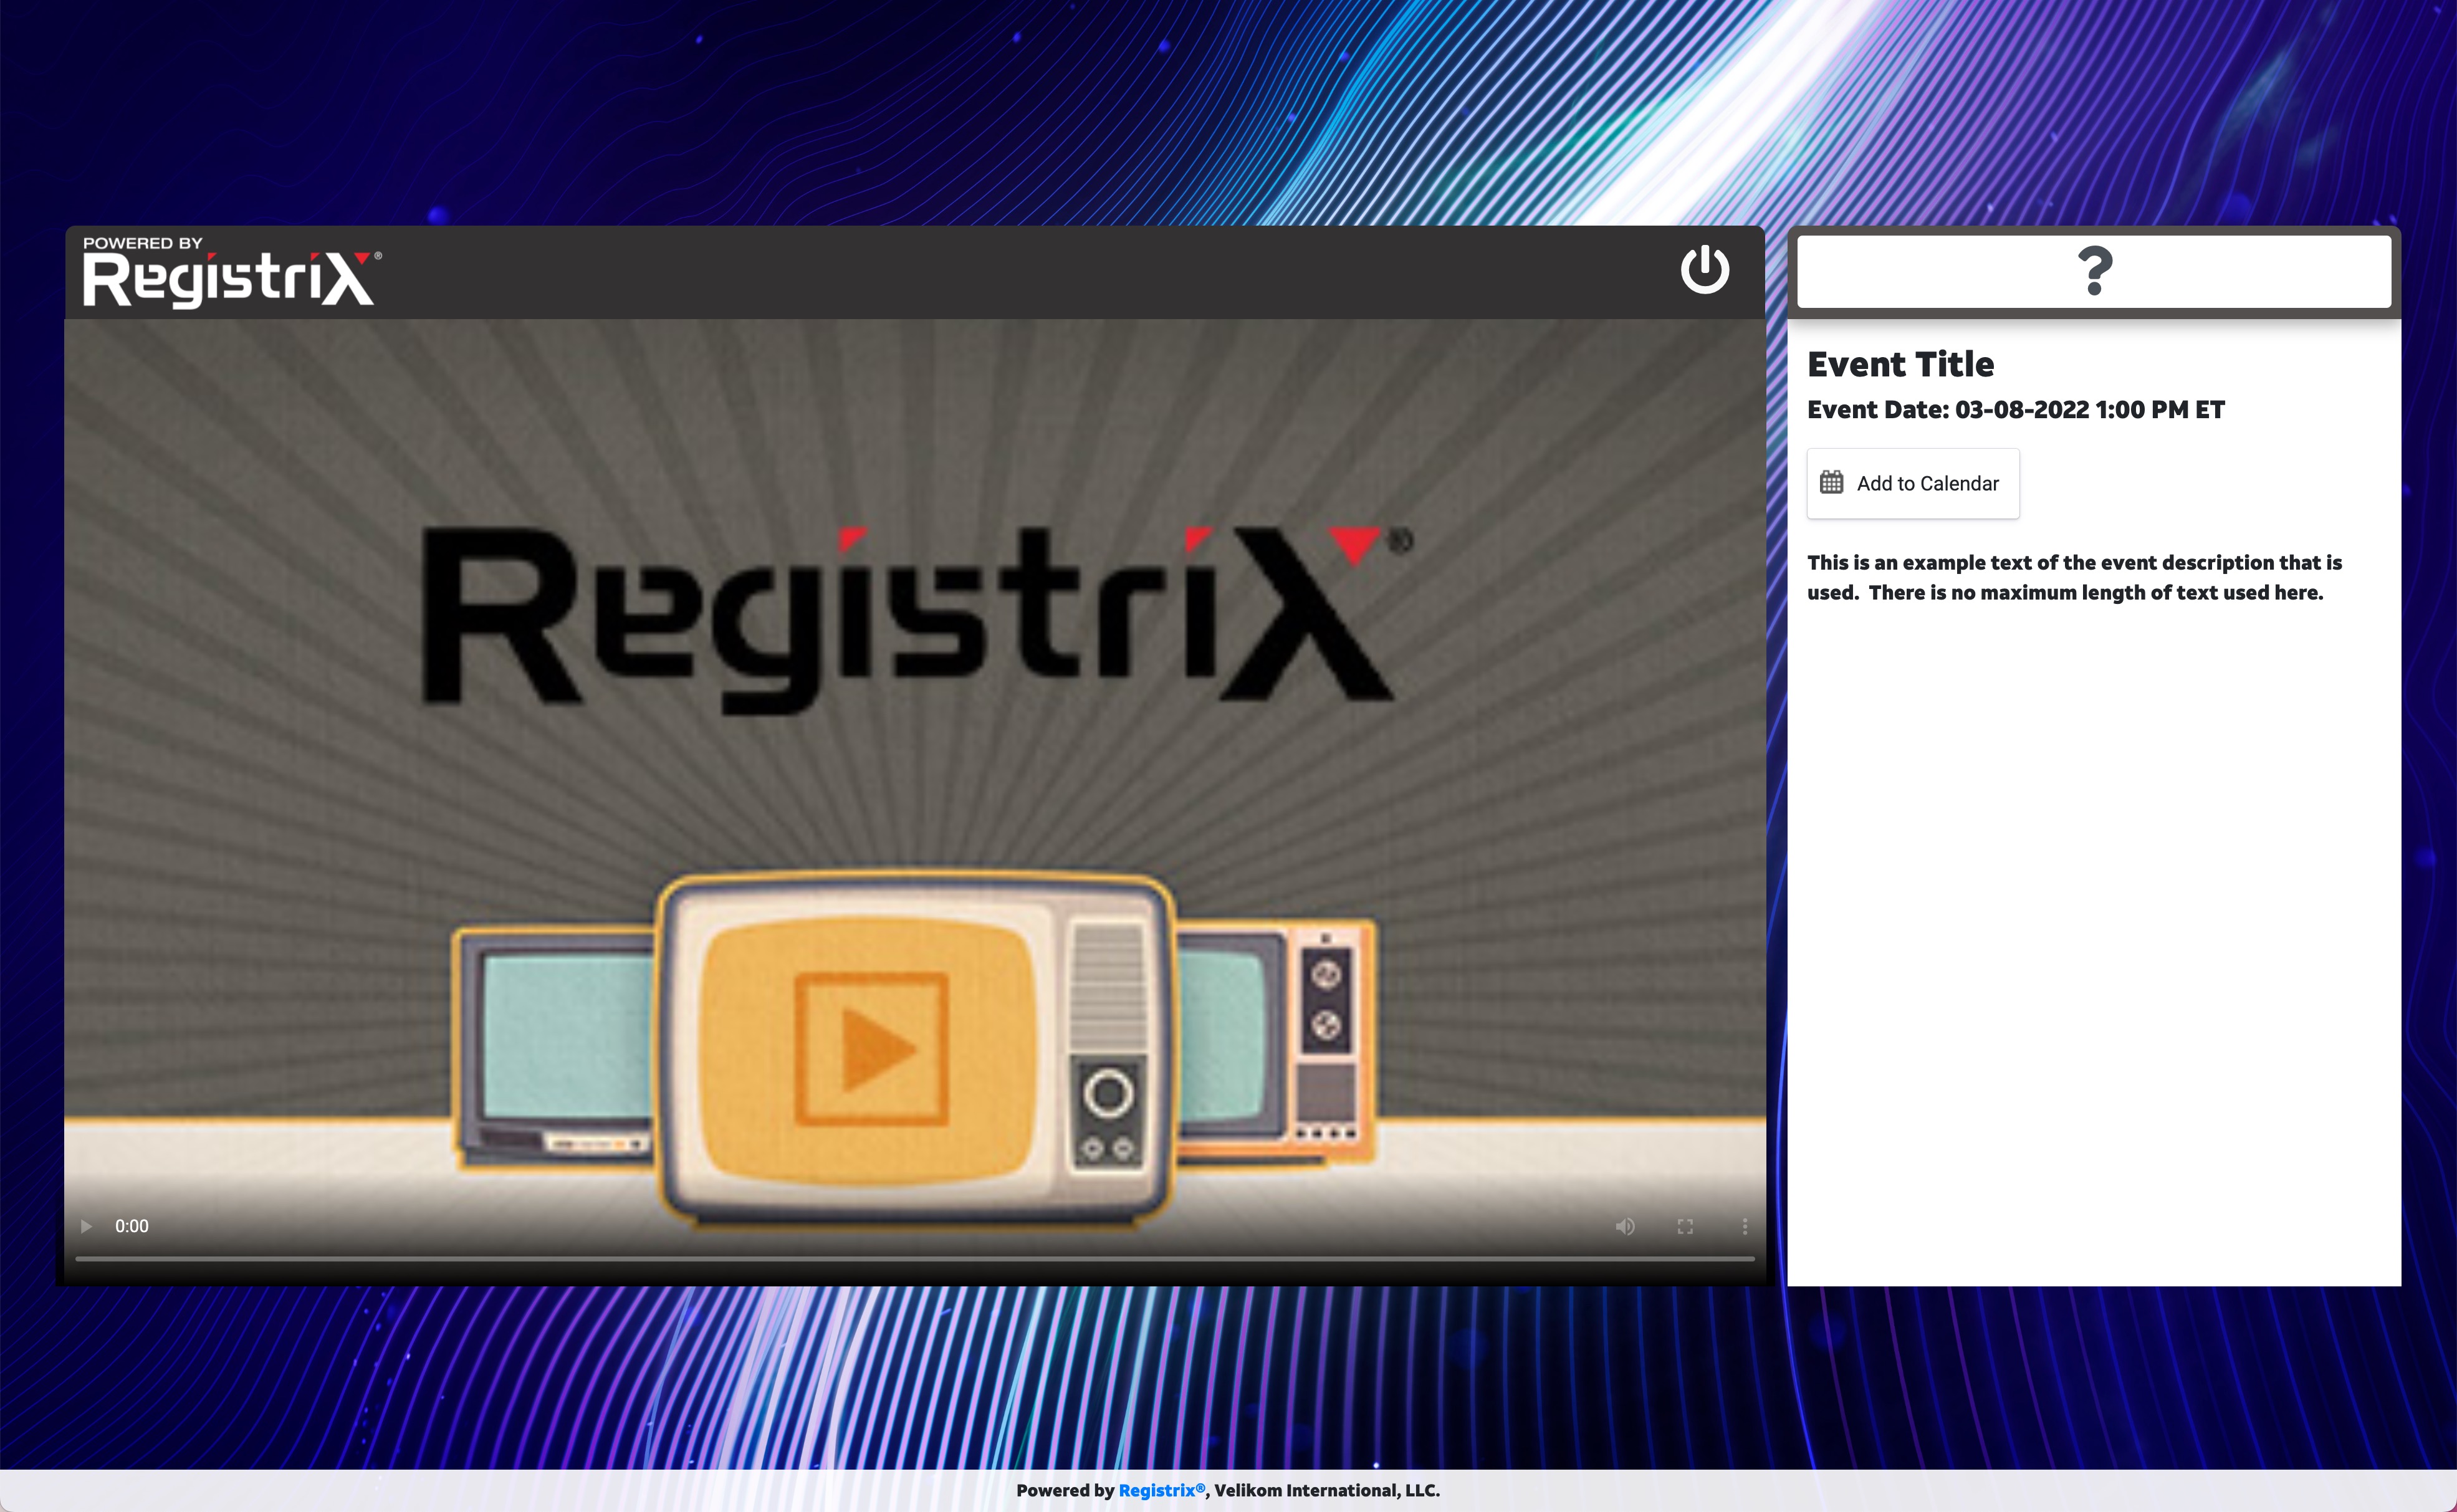 POWERED BY
Registrix®
Event Title
Event Date: 03-08-2022 1:00 PM ET
Add to Calendar
This is an example text of the event description that is
used.  There is no maximum length of text used here.
Registrix®
0:00
Powered by Registrix®, Velikom International, LLC.